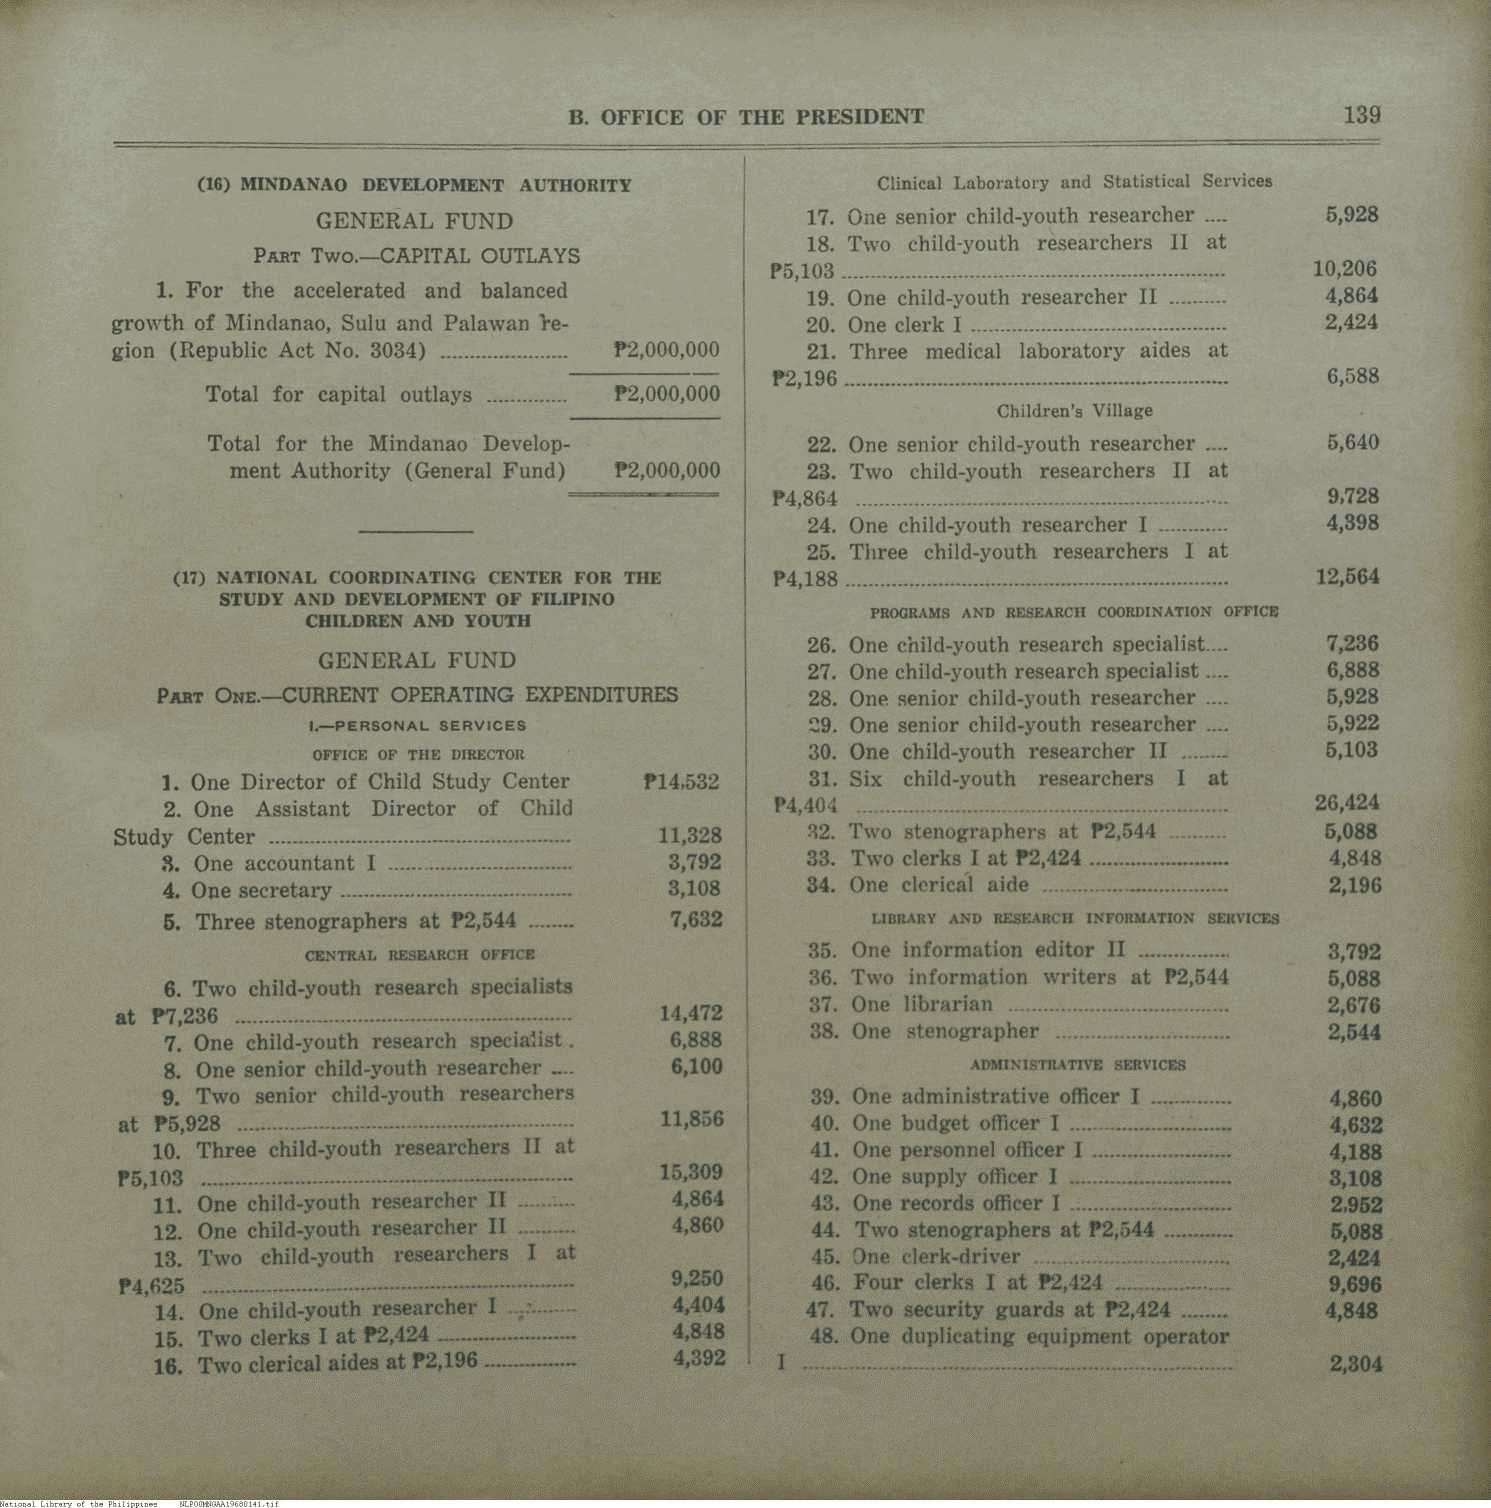 B. OFFICE OF THE PRESIDENT 139
(16) MINDANAO DEVELOPMENT AUTHORITY
GENERAL FUND
PART TWO.—CAPITAL OUTLAYS
1. For the accelerated and balanced
growth of Mindanao, Sulu and Palawan re-
gion (Republic Act No. 3034) ...................... ₱2,000,000
Total for capital outlays .............. ₱2,000,000
Total for the Mindanao Develop-
ment Authority (General Fund) ₱2,000,000
(17) NATIONAL COORDINATING CENTER FOR THE
STUDY AND DEVELOPMENT OF FILIPINO
CHILDREN AND YOUTH
GENERAL FUND
PART ONE.—CURRENT OPERATING EXPENDITURES
I.—PERSONAL SERVICES
OFFICE OF THE DIRECTOR
1. One Director of Child Study Center ₱14,532
2. One Assistant Director of Child
Study Center .................... 11,328
3. One accountant I .................... 3,792
4. One secretary .................... 3,108
5. Three stenographers at ₱2,544 ........ 7,632
CENTRAL RESEARCH OFFICE
6. Two child-youth research specialists
at ₱7,236 .................... 14,472
7. One child-youth research specialist . 6,888
8. One senior child-youth researcher .... 6,100
9. Two senior child-youth researchers
at ₱5,928 .................... 11,856
10. Three child-youth researchers II at
₱5,103 .................... 15,309
11. One child-youth researcher II .......... 4,864
12. One child-youth researcher II .......... 4,860
13. Two child-youth researchers I at
₱4,625 .................... 9,250
14. One child-youth researcher I ............ 4,404
15. Two clerks I at ₱2,424 .................... 4,848
16. Two clerical aides at ₱2,196 ................ 4,392
Clinical Laboratory and Statistical Services
17. One senior child-youth researcher .... 5,928
18. Two child-youth researchers II at
₱5,103 .................... 10,206
19. One child-youth researcher II .......... 4,864
20. One clerk I .................... 2,424
21. Three medical laboratory aides at
₱2,196 .................... 6,588
Children's Village
22. One senior child-youth researcher .... 5,640
23. Two child-youth researchers II at
₱4,864 .................... 9,728
24. One child-youth researcher I ............ 4,398
25. Three child-youth researchers I at
₱4,188 .................... 12,564
PROGRAMS AND RESEARCH COORDINATION OFFICE
26. One child-youth research specialist.... 7,236
27. One child-youth research specialist .... 6,888
28. One senior child-youth researcher .... 5,928
29. One senior child-youth researcher .... 5,922
30. One child-youth researcher II ........ 5,103
31. Six child-youth researchers I at
₱4,404 .................... 26,424
32. Two stenographers at ₱2,544 .......... 5,088
33. Two clerks I at ₱2,424 .................... 4,848
34. One clerical aide .................... 2,196
LIBRARY AND RESEARCH INFORMATION SERVICES
35. One information editor II ................ 3,792
36. Two information writers at ₱2,544 5,088
37. One librarian .................... 2,676
38. One stenographer .................... 2,544
ADMINISTRATIVE SERVICES
39. One administrative officer I .............. 4,860
40. One budget officer I .................... 4,632
41. One personnel officer I .................... 4,188
42. One supply officer I .................... 3,108
43. One records officer I .................... 2,952
44. Two stenographers at ₱2,544 ............ 5,088
45. One clerk-driver .................... 2,424
46. Four clerks I at ₱2,424 .................... 9,696
47. Two security guards at ₱2,424 ........ 4,848
48. One duplicating equipment operator
I .................... 2,304
National Library of the Philippines NLPOOMNGAA19680141.tif